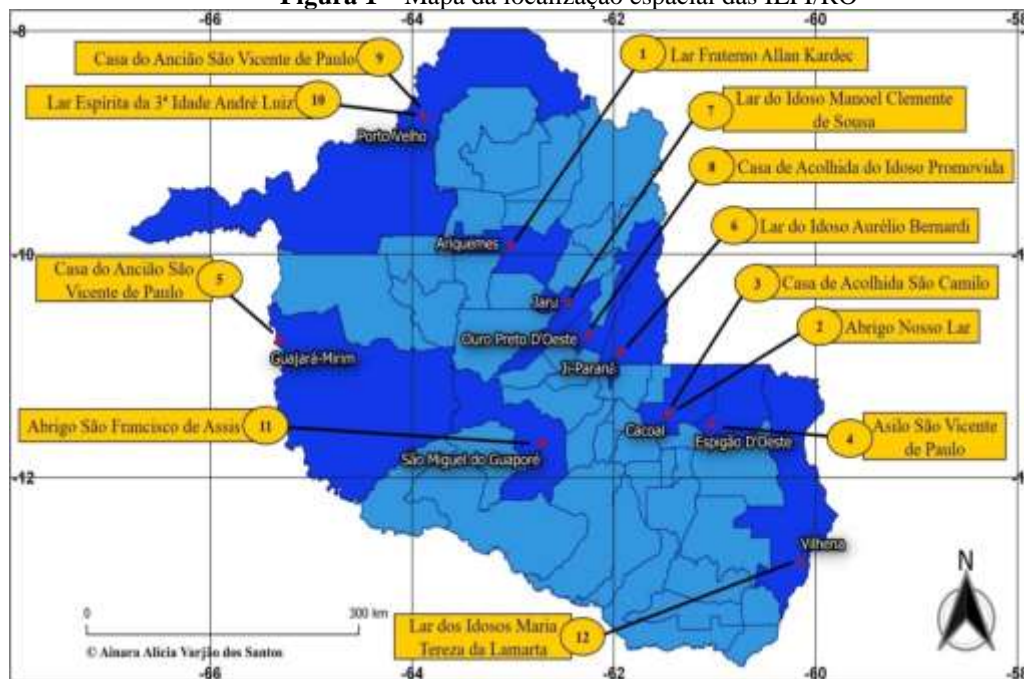 Figura 1 – Mapa da localização espacial das ILPI/RO
-66
-64
-62
-60
-58
-8
Casa do Ancião São Vicente de Paulo
9
1
Lar Fraterno Allan Kardec
Lar Espírita da 3ª Idade André Luiz
10
7
Lar do Idoso Manoel Clemente
de Sousa
Porto Velho
8
Casa de Acolhida do Idoso Promovida
6
Lar do Idoso Aurélio Bernardi
Ariquemes
-10
-10
Casa do Ancião São
Vicente de Paulo
5
3
Casa de Acolhida São Camilo
Jaru
2
Abrigo Nosso Lar
Ouro Preto D'Oeste
Guajará-Mirim
Ji-Paraná
Abrigo São Francisco de Assis
11
Cacoal
Espigão D'Oeste
4
Asilo São Vicente
de Paulo
São Miguel do Guaporé
-12
-12
Vilhena
N
0
300 km
Lar dos Idosos Maria
Tereza da Lamarta
12
© Ainara Alicia Varjão dos Santos
-66
-64
-62
-60
-58